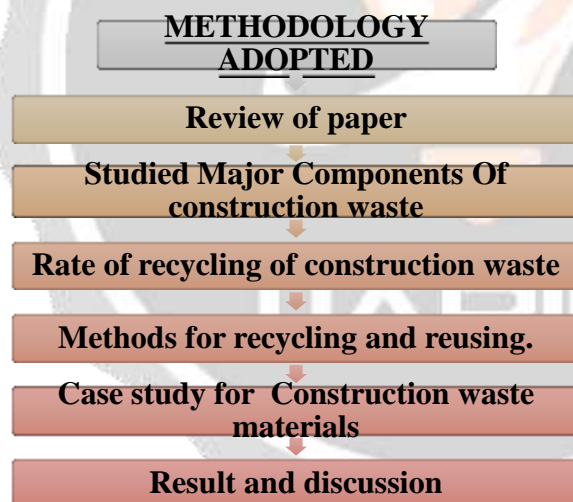 METHODOLOGY
ADOPTED
Review of paper
Studied Major Components Of
construction waste
Rate of recycling of construction waste
Methods for recycling and reusing.
Case study for Construction waste
materials
Result and discussion